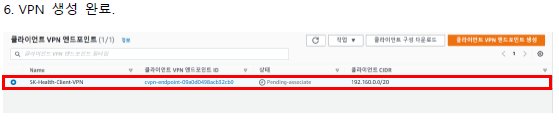 6. VPN 생성 완료.
클라이언트 VPN 엔드포인트 (1/1) 정보
작업 ▼ 클라이언트 구성 다운로드 클라이언트 VPN 엔드포인트 생성
클라이언트 VPN 엔드포인트 필터링
< 1 >
Name 클라이언트 VPN 엔드포인트 ID 상태 클라이언트 CIDR
SK-Health-Client-VPN cvpn-endpoint-09a0d0498acb52cb9 Pending-associate 192.160.0.0/20